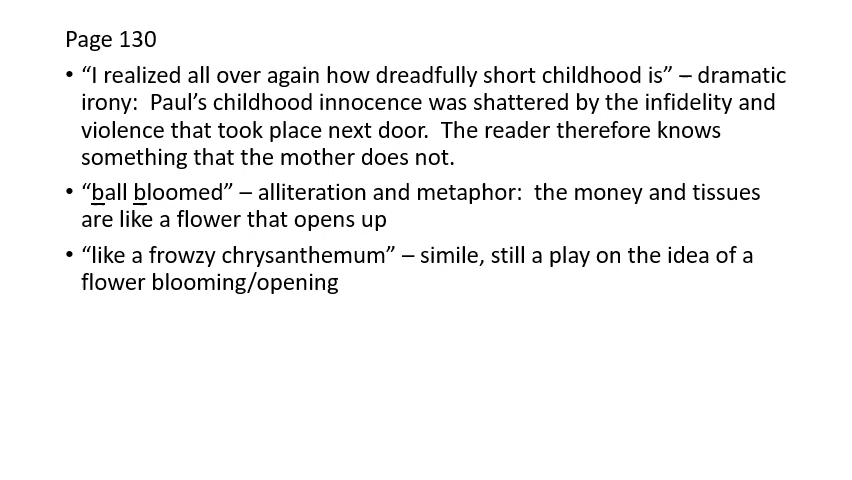 Page 130
• “I realized all over again how dreadfully short childhood is” – dramatic
irony:  Paul’s childhood innocence was shattered by the infidelity and
violence that took place next door.  The reader therefore knows
something that the mother does not.
• “ball bloomed” – alliteration and metaphor:  the money and tissues
are like a flower that opens up
• “like a frowzy chrysanthemum” – simile, still a play on the idea of a
flower blooming/opening